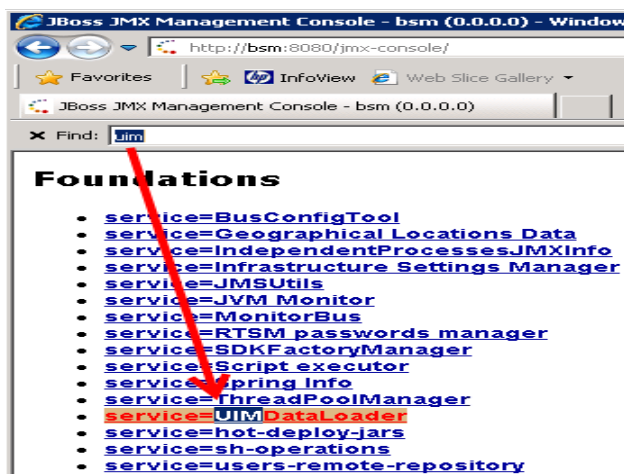 JBoss JMX Management Console - bsm (0.0.0.0) - Window
http://bsm:8080/jmx-console/
Favorites InfoView Web Slice Gallery
JBoss JMX Management Console - bsm (0.0.0.0)
Find: uim
Foundations
service=BusConfigTool
service=Geographical Locations Data
service=IndependentProcessesJMXInfo
service=Infrastructure Settings Manager
service=JMSUtils
service=JVM Monitor
service=MonitorBus
service=RTSM passwords manager
service=SDKFactoryManager
service=Script executor
service=Spring Info
service=ThreadPoolManager
service=UIMDataLoader
service=hot-deploy-jars
service=sh-operations
service=users-remote-repository